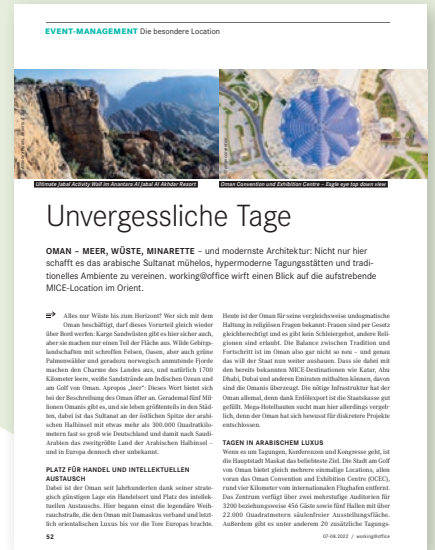 EVENT-MANAGEMENT Die besondere Location
Ultimate Jabal Activity Wall im Anantara Al Jabal Al Akhdar Resort
Oman Convention und Exhibition Centre – Eagle eye top down view
Unvergessliche Tage
OMAN – MEER, WÜSTE, MINARETTE – und modernste Architektur: Nicht nur hier
schafft es das arabische Sultanat mühelos, hypermoderne Tagungsstätten und tradi-
tionelles Ambiente zu vereinen. working@office wirft einen Blick auf die aufstrebende
MICE-Location im Orient.
Alles nur Wüste bis zum Horizont? Wer sich mit dem
Oman beschäftigt, darf dieses Vorurteil gleich wieder
über Bord werfen: Karge Sandwüsten gibt es hier sicher auch,
aber sie machen nur einen Teil der Fläche aus. Wilde Gebirgs-
landschaften mit schroffen Felsen, Oasen, aber auch grüne
Palmenwälder und geradezu norwegisch anmutende Fjorde
machen den Charme des Landes aus, und natürlich 1700
Kilometer leere, weiße Sandstrände am Indischen Ozean und
am Golf von Oman. Apropos „leer“: Dieses Wort bietet sich
bei der Beschreibung des Oman öfter an. Gerademal fünf Mil-
lionen Omanis gibt es, und sie leben größtenteils in den Städ-
ten, dabei ist das Sultanat an der östlichen Spitze der arabi-
schen Halbinsel mit etwas mehr als 300.000 Quadratkilo-
metern fast so groß wie Deutschland und damit nach Saudi-
Arabien das zweitgrößte Land der Arabischen Halbinsel –
und in Europa dennoch eher unbekannt.
PLATZ FÜR HANDEL UND INTELLEKTUELLEN
AUSTAUSCH
Dabei ist der Oman seit Jahrhunderten dank seiner strate-
gisch günstigen Lage ein Handelsort und Platz des intellek-
tuellen Austauschs. Hier begann einst die legendäre Weih-
rauchstraße, die den Oman mit Damaskus verband und letzt-
lich orientalischen Luxus bis vor die Tore Europas brachte.
Heute ist der Oman für seine vergleichsweise undogmatische
Haltung in religiösen Fragen bekannt: Frauen sind per Gesetz
gleichberechtigt und es gibt kein Schleiergebot, andere Reli-
gionen sind erlaubt. Die Balance zwischen Tradition und
Fortschritt ist im Oman also gar nicht so neu – und genau
das will der Staat nun weiter ausbauen. Dass sie dabei mit
den bereits bekannten MICE-Destinationen wie Katar, Abu
Dhabi, Dubai und anderen Emiraten mithalten können, davon
sind die Omanis überzeugt. Die nötige Infrastruktur hat der
Oman allemal, denn dank Erdölexport ist die Staatskasse gut
gefüllt. Mega-Hotelbauten sucht man hier allerdings vergeb-
lich, denn der Oman hat sich bewusst für diskretere Projekte
entschlossen.
TAGEN IN ARABISCHEM LUXUS
Wenn es um Tagungen, Konferenzen und Kongresse geht, ist
die Hauptstadt Maskat das beliebteste Ziel. Die Stadt am Golf
von Oman bietet gleich mehrere einmalige Locations, allen
voran das Oman Convention and Exhibition Centre (OCEC),
rund vier Kilometer vom internationalen Flughafen entfernt.
Das Zentrum verfügt über zwei mehrstufige Auditorien für
3200 beziehungsweise 456 Gäste sowie fünf Hallen mit über
22.000 Quadratmetern säulenfreier Ausstellungsfläche.
Außerdem gibt es unter anderem 20 zusätzliche Tagungs-
52
07-08.2022 / working@office